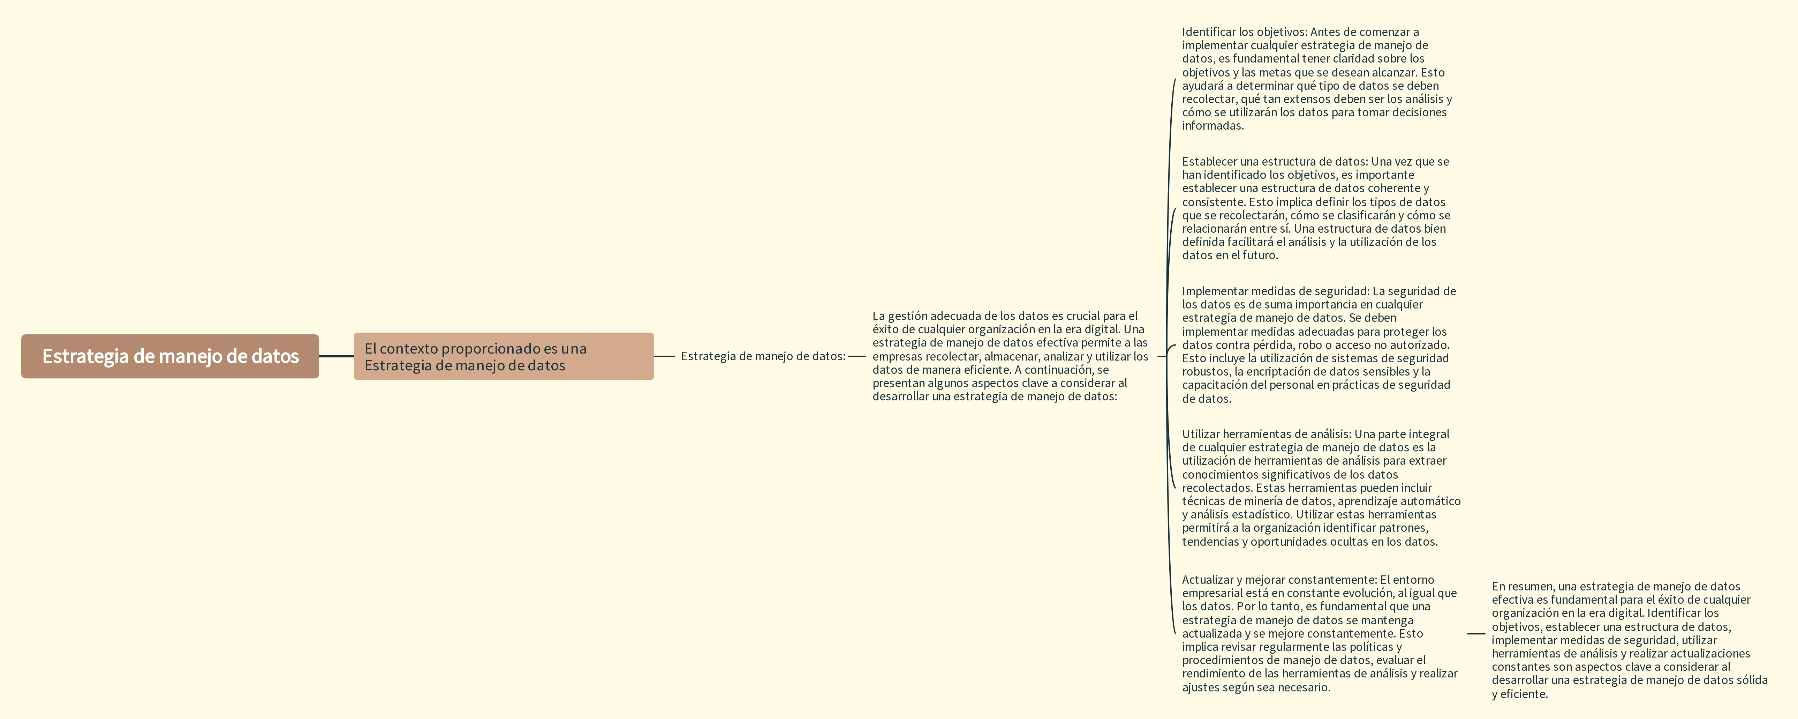 Estrategia de manejo de datos
El contexto proporcionado es una
Estrategia de manejo de datos
Estrategia de manejo de datos:
La gestión adecuada de los datos es crucial para el
éxito de cualquier organización en la era digital. Una
estrategia de manejo de datos efectiva permite a las
empresas recolectar, almacenar, analizar y utilizar los
datos de manera eficiente. A continuación, se
presentan algunos aspectos clave a considerar al
desarrollar una estrategia de manejo de datos:
Identificar los objetivos: Antes de comenzar a
implementar cualquier estrategia de manejo de
datos, es fundamental tener claridad sobre los
objetivos y las metas que se desean alcanzar. Esto
ayudará a determinar qué tipo de datos se deben
recolectar, qué tan extensos deben ser los análisis y
cómo se utilizarán los datos para tomar decisiones
informadas.
Establecer una estructura de datos: Una vez que se
han identificado los objetivos, es importante
establecer una estructura de datos coherente y
consistente. Esto implica definir los tipos de datos
que se recolectarán, cómo se clasificarán y cómo se
relacionarán entre sí. Una estructura de datos bien
definida facilitará el análisis y la utilización de los
datos en el futuro.
Implementar medidas de seguridad: La seguridad de
los datos es de suma importancia en cualquier
estrategia de manejo de datos. Se deben
implementar medidas adecuadas para proteger los
datos contra pérdida, robo o acceso no autorizado.
Esto incluye la utilización de sistemas de seguridad
robustos, la encriptación de datos sensibles y la
capacitación del personal en prácticas de seguridad
de datos.
Utilizar herramientas de análisis: Una parte integral
de cualquier estrategia de manejo de datos es la
utilización de herramientas de análisis para extraer
conocimientos significativos de los datos
recolectados. Estas herramientas pueden incluir
técnicas de minería de datos, aprendizaje automático
y análisis estadístico. Utilizar estas herramientas
permitirá a la organización identificar patrones,
tendencias y oportunidades ocultas en los datos.
Actualizar y mejorar constantemente: El entorno
empresarial está en constante evolución, al igual que
los datos. Por lo tanto, es fundamental que una
estrategia de manejo de datos se mantenga
actualizada y se mejore constantemente. Esto
implica revisar regularmente las políticas y
procedimientos de manejo de datos, evaluar el
rendimiento de las herramientas de análisis y realizar
ajustes según sea necesario.
En resumen, una estrategia de manejo de datos
efectiva es fundamental para el éxito de cualquier
organización en la era digital. Identificar los
objetivos, establecer una estructura de datos,
implementar medidas de seguridad, utilizar
herramientas de análisis y realizar actualizaciones
constantes son aspectos clave a considerar al
desarrollar una estrategia de manejo de datos sólida
y eficiente.